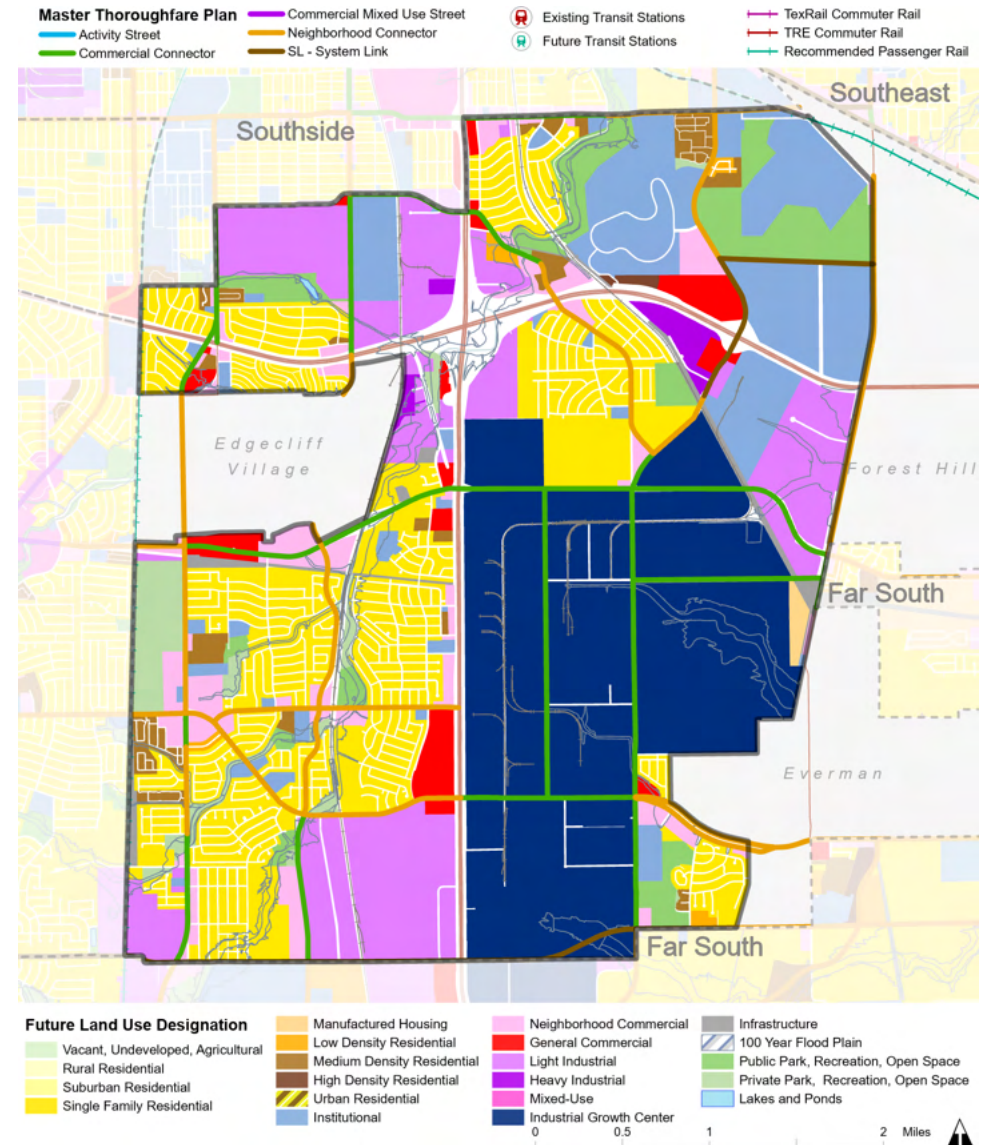 Master Thoroughfare Plan
Activity Street
Commercial Connector
Commercial Mixed Use Street
Neighborhood Connector
SL - System Link
Existing Transit Stations
Future Transit Stations
TexRail Commuter Rail
TRE Commuter Rail
Recommended Passenger Rail
Southeast
Southside
Edgecliff
Village
Forest Hill
Far South
Everman
Far South
Future Land Use Designation
Vacant, Undeveloped, Agricultural
Rural Residential
Suburban Residential
Single Family Residential
Manufactured Housing
Low Density Residential
Medium Density Residential
High Density Residential
Urban Residential
Institutional
Neighborhood Commercial
General Commercial
Light Industrial
Heavy Industrial
Mixed-Use
Industrial Growth Center
Infrastructure
100 Year Flood Plain
Public Park, Recreation, Open Space
Private Park, Recreation, Open Space
Lakes and Ponds
0 0.5 1 2 Miles